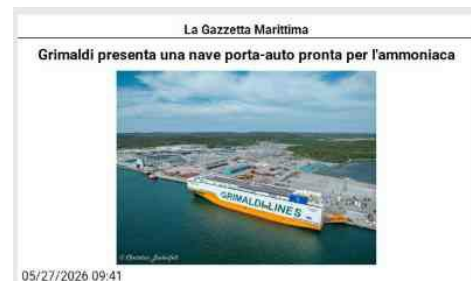 La Gazzetta Marittima
Grimaldi presenta una nave porta-auto pronta per l'ammoniaca
GRIMALDI LINES
05/27/2026 09:41